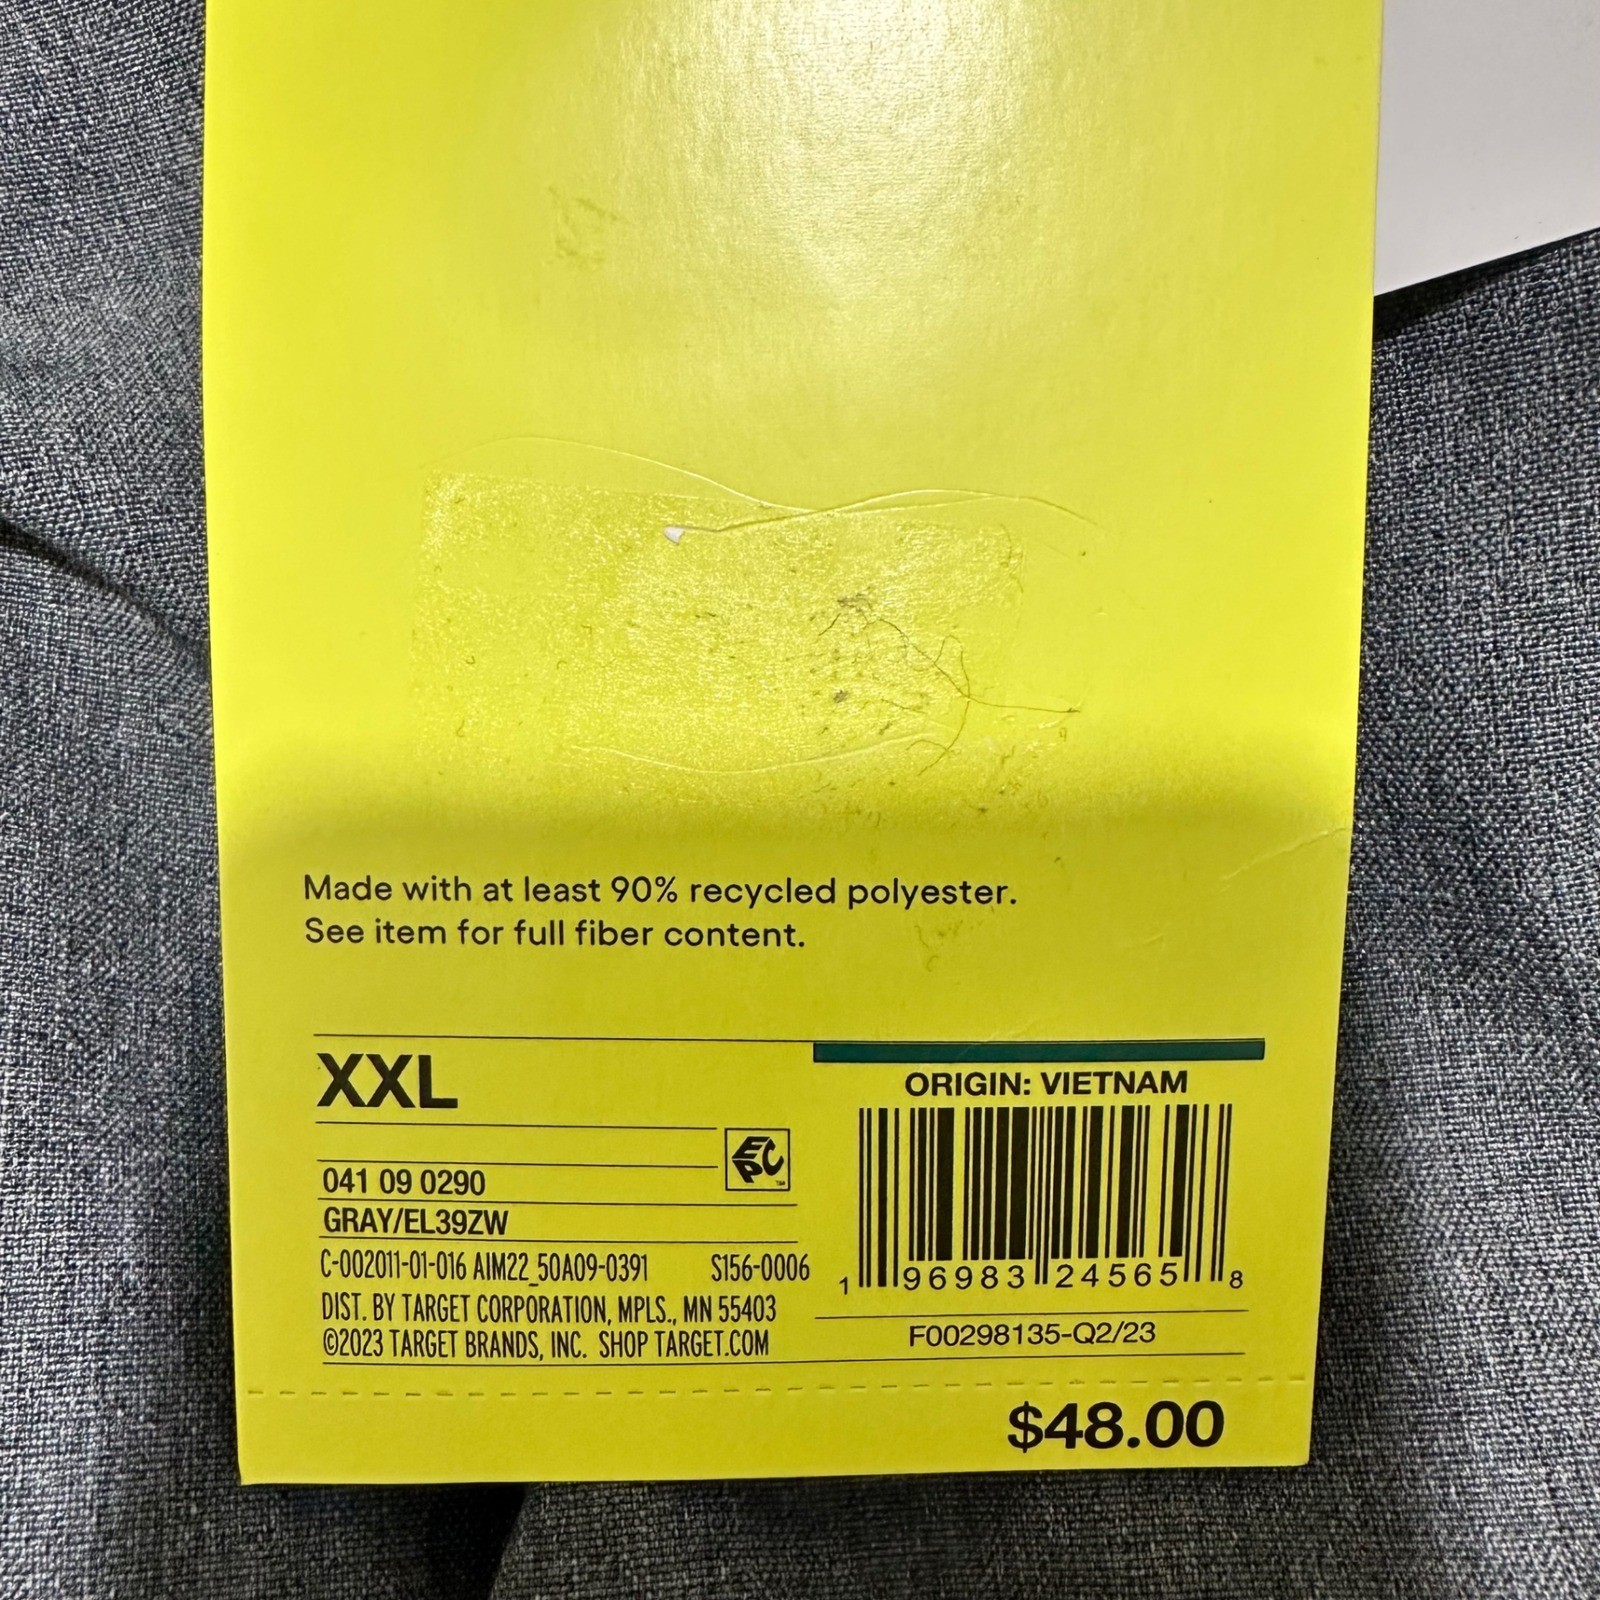 Made with at least 90% recycled polyester.
See item for full fiber content.
XXL
EPC™
041 09 0290
GRAY/EL39ZW
C-002011-01-016 AIM22_50A09-0391 S156-0006
DIST. BY TARGET CORPORATION, MPLS., MN 55403
©2023 TARGET BRANDS, INC. SHOP TARGET.COM
ORIGIN: VIETNAM
1 96983 24565 8
F00298135-Q2/23
$48.00